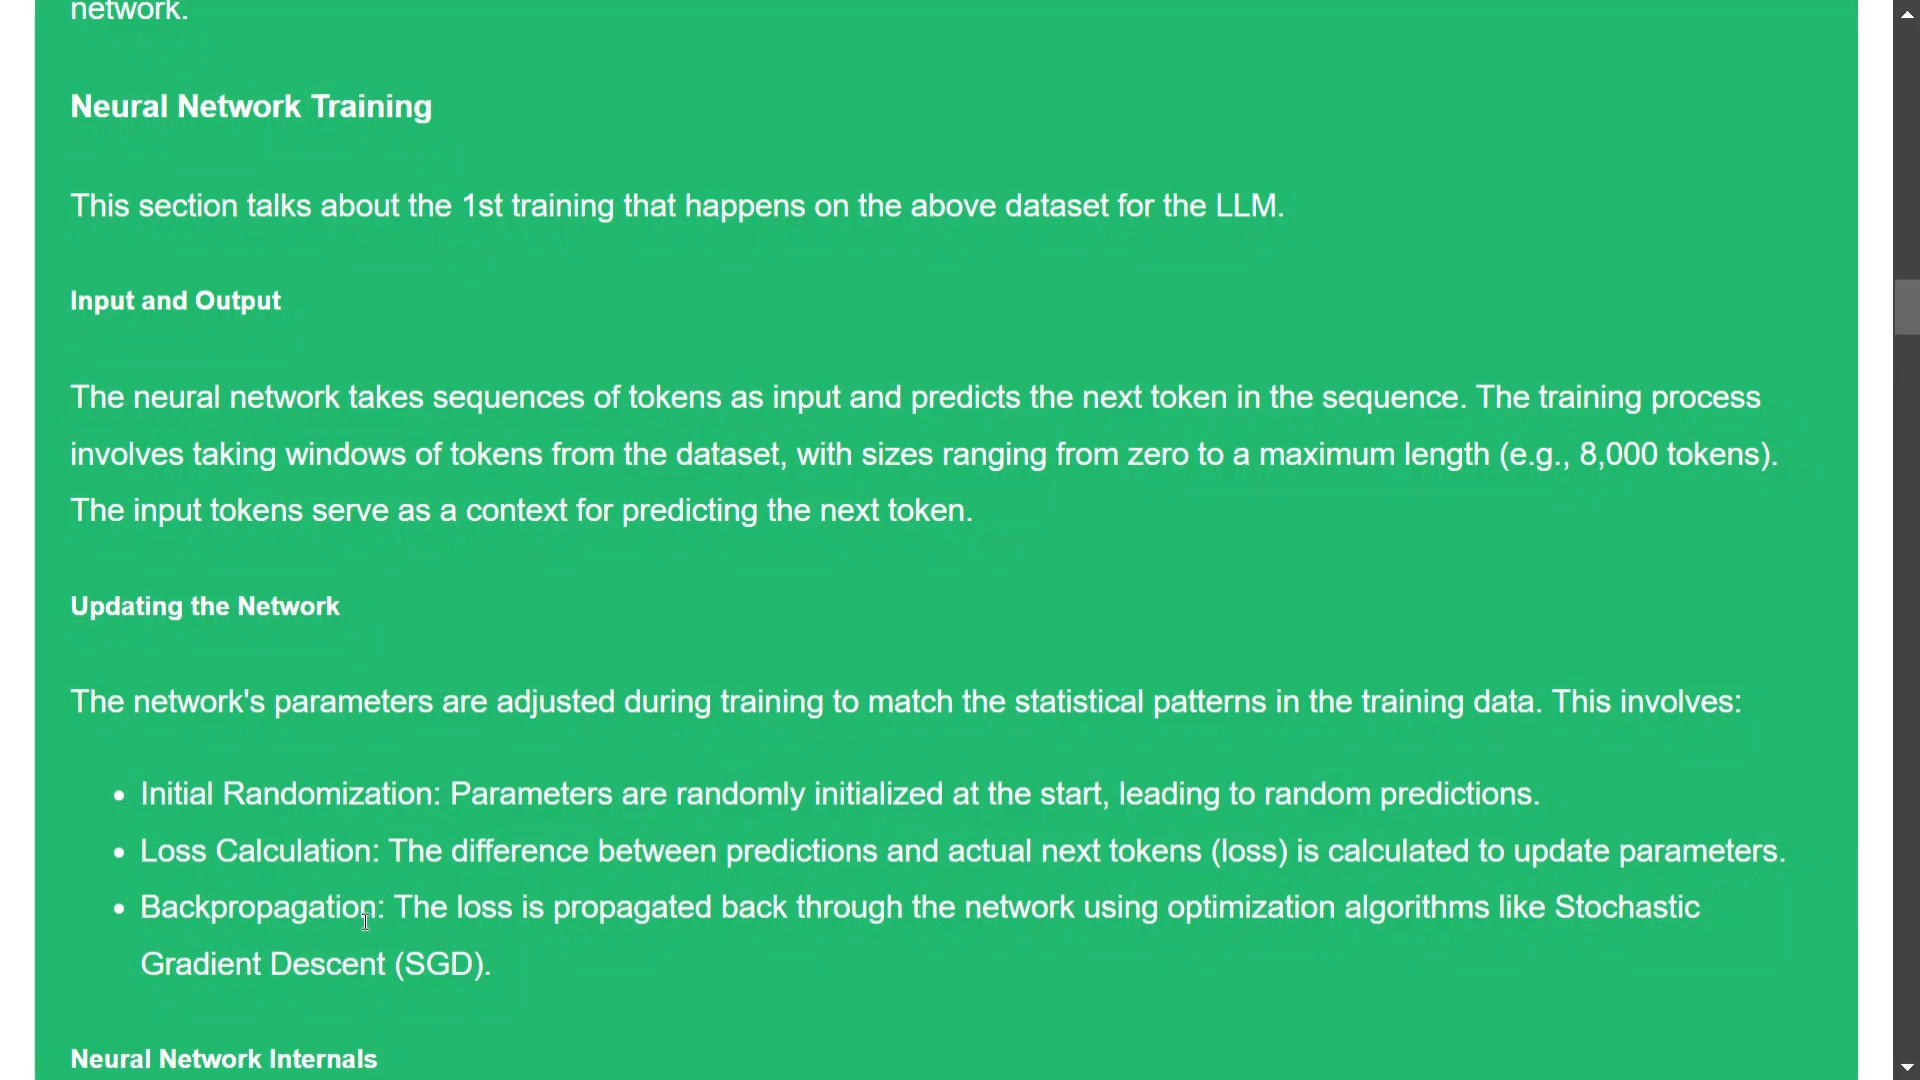 network.
Neural Network Training
This section talks about the 1st training that happens on the above dataset for the LLM.
Input and Output
The neural network takes sequences of tokens as input and predicts the next token in the sequence. The training process
involves taking windows of tokens from the dataset, with sizes ranging from zero to a maximum length (e.g., 8,000 tokens).
The input tokens serve as a context for predicting the next token.
Updating the Network
The network's parameters are adjusted during training to match the statistical patterns in the training data. This involves:
• Initial Randomization: Parameters are randomly initialized at the start, leading to random predictions.
• Loss Calculation: The difference between predictions and actual next tokens (loss) is calculated to update parameters.
• Backpropagation: The loss is propagated back through the network using optimization algorithms like Stochastic
Gradient Descent (SGD).
Neural Network Internals